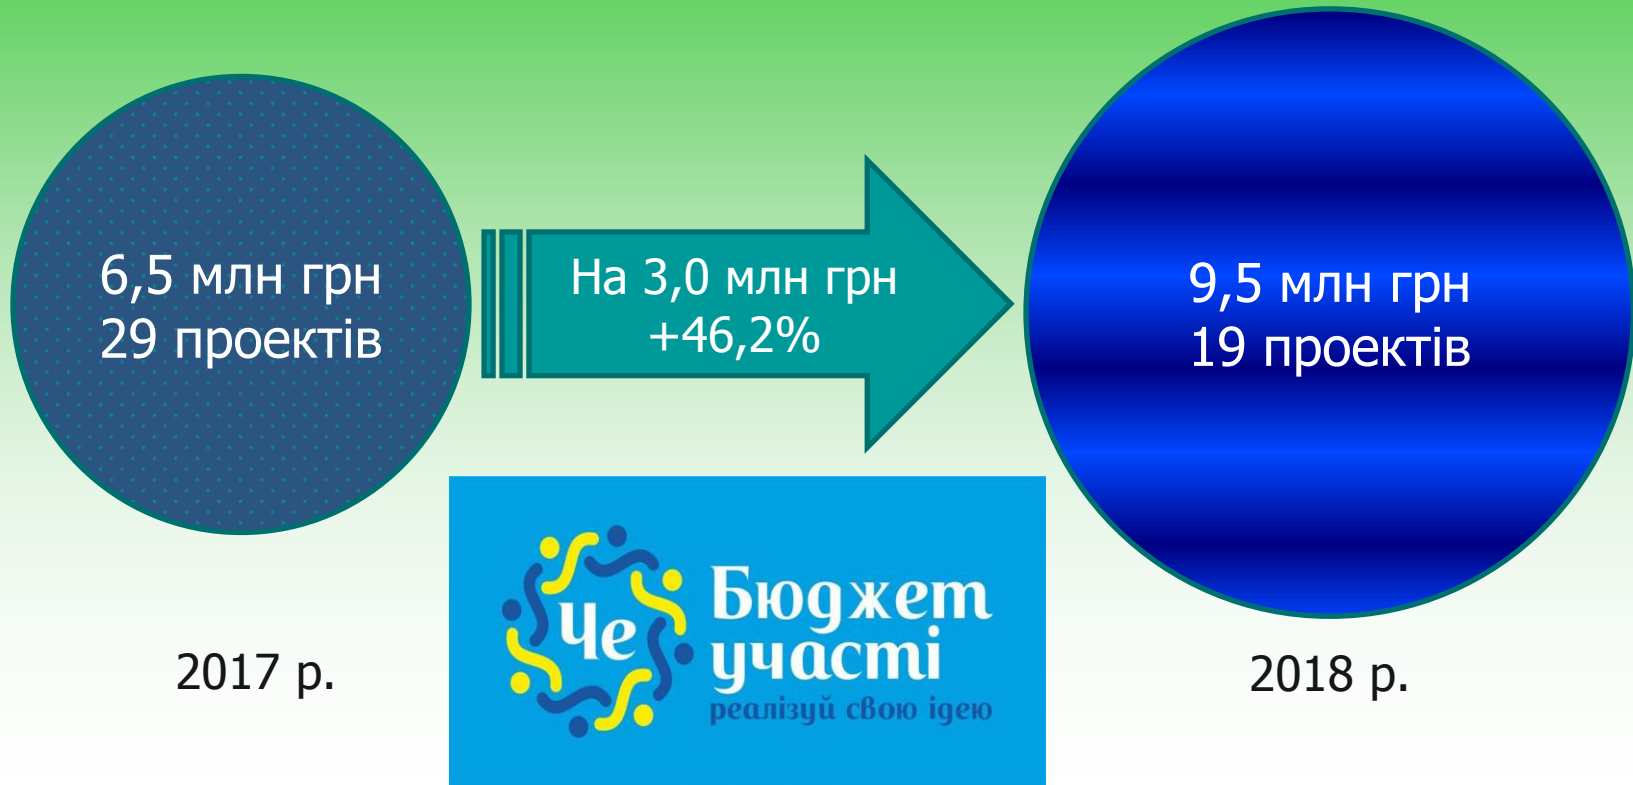 6,5 млн грн
29 проектів
На 3,0 млн грн
+46,2%
9,5 млн грн
19 проектів
Че
Бюджет
участі
реалізуй свою ідею
2017 р.
2018 р.